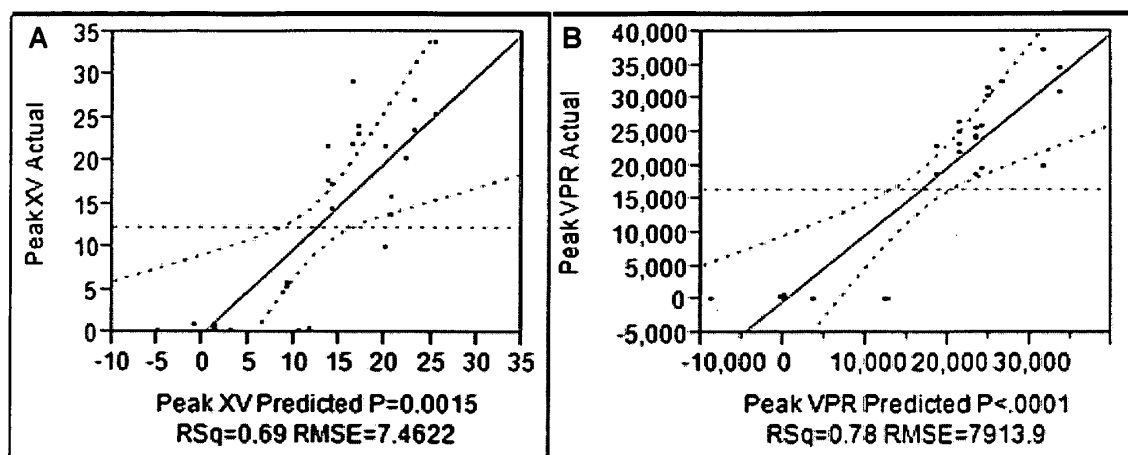 A
Peak XV Actual
35
30
25
20
15
10
5
0
-10 -5 0 5 10 15 20 25 30 35
Peak XV Predicted P=0.0015
RSq=0.69 RMSE=7.4622
B
Peak VPR Actual
40,000
35,000
30,000
25,000
20,000
15,000
10,000
5,000
0
-5,000
-10,000 0 10,000 20,000 30,000
Peak VPR Predicted P<.0001
RSq=0.78 RMSE=7913.9